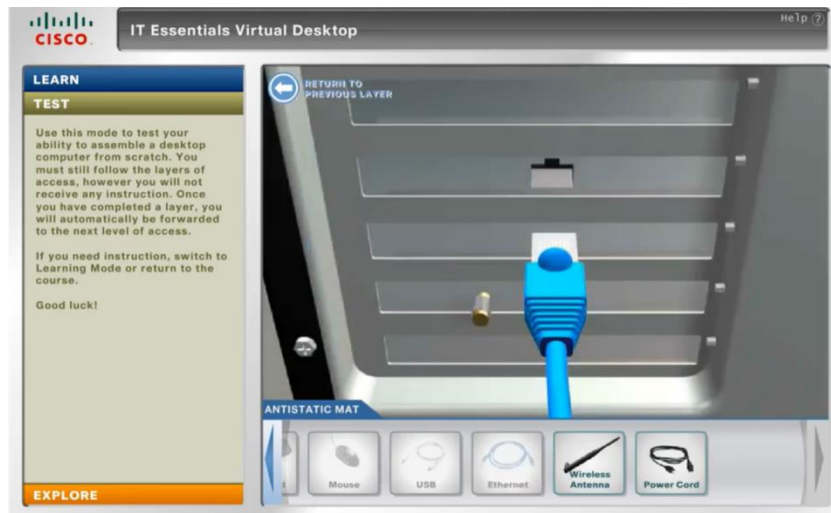 CISCO
IT Essentials Virtual Desktop
Help ?
LEARN
TEST
Use this mode to test your
ability to assemble a desktop
computer from scratch. You
must still follow the layers of
access, however you will not
receive any instruction. Once
you have completed a layer, you
will automatically be forwarded
to the next level of access.
If you need instruction, switch to
Learning Mode or return to the
course.
Good luck!
EXPLORE
RETURN TO
PREVIOUS LAYER
ANTISTATIC MAT
Mouse
USB
Ethernet
Wireless
Antenna
Power Cord